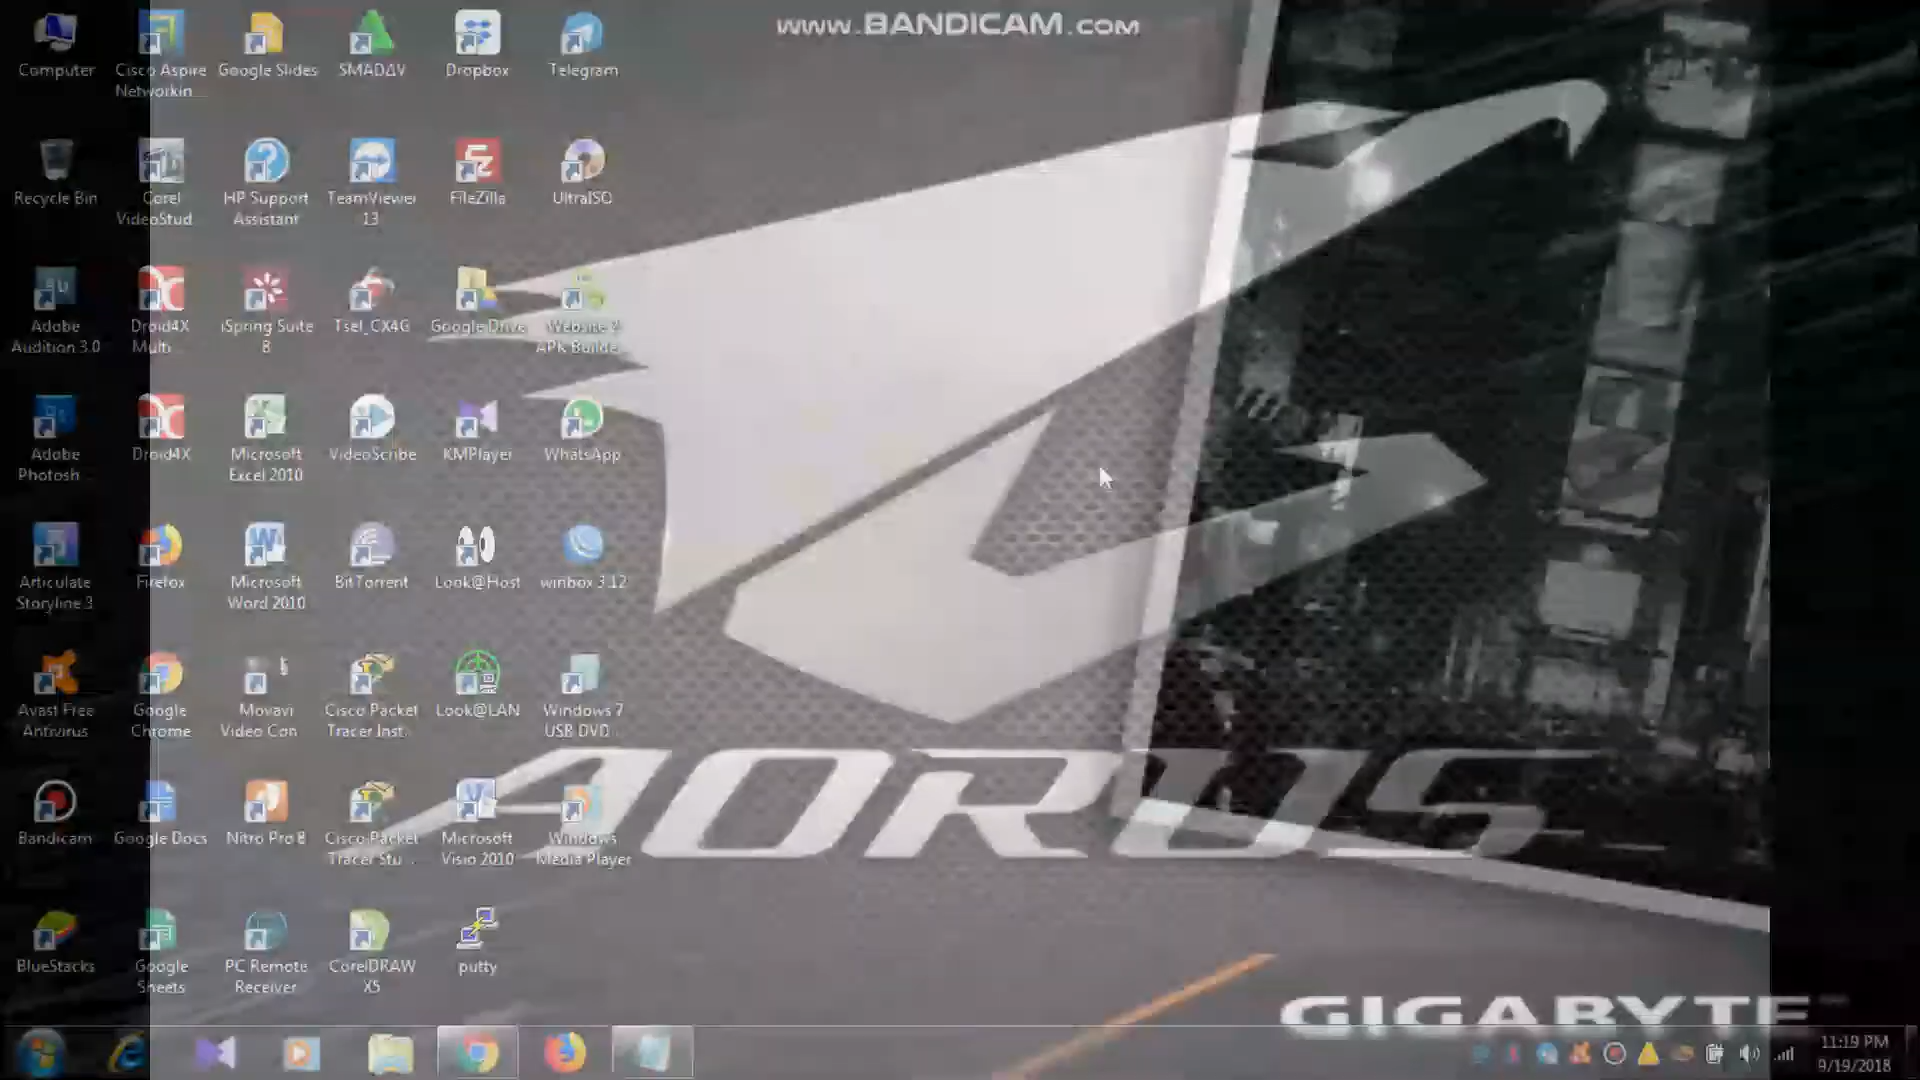 www.BANDICAM.com
Computer
Cisco Aspire
Networkin...
Google Slides
SMADΔV
Dropbox
Telegram
Recycle Bin
Corel
VideoStud...
HP Support
Assistant
TeamViewer
13
FileZilla
UltraISO
Adobe
Audition 3.0
Droid4X
Multi...
iSpring Suite
8
Tsel_CX4G
Google Drive
Website 2
APK Builde...
Adobe
Photosh...
Droid4X
Microsoft
Excel 2010
VideoScribe
KMPlayer
WhatsApp
Articulate
Storyline 3
Firefox
Microsoft
Word 2010
BitTorrent
Look@Host
winbox 3.12
Avast Free
Antivirus
Google
Chrome
Movavi
Video Con...
Cisco Packet
Tracer Inst...
Look@LAN
Windows 7
USB DVD...
AORUS
Bandicam
Google Docs
Nitro Pro 8
Cisco Packet
Tracer Stu...
Microsoft
Visio 2010
Windows
Media Player
BlueStacks
Google
Sheets
PC Remote
Receiver
CorelDRAW
X5
putty
GIGABYTE
11:19 PM
9/19/2018